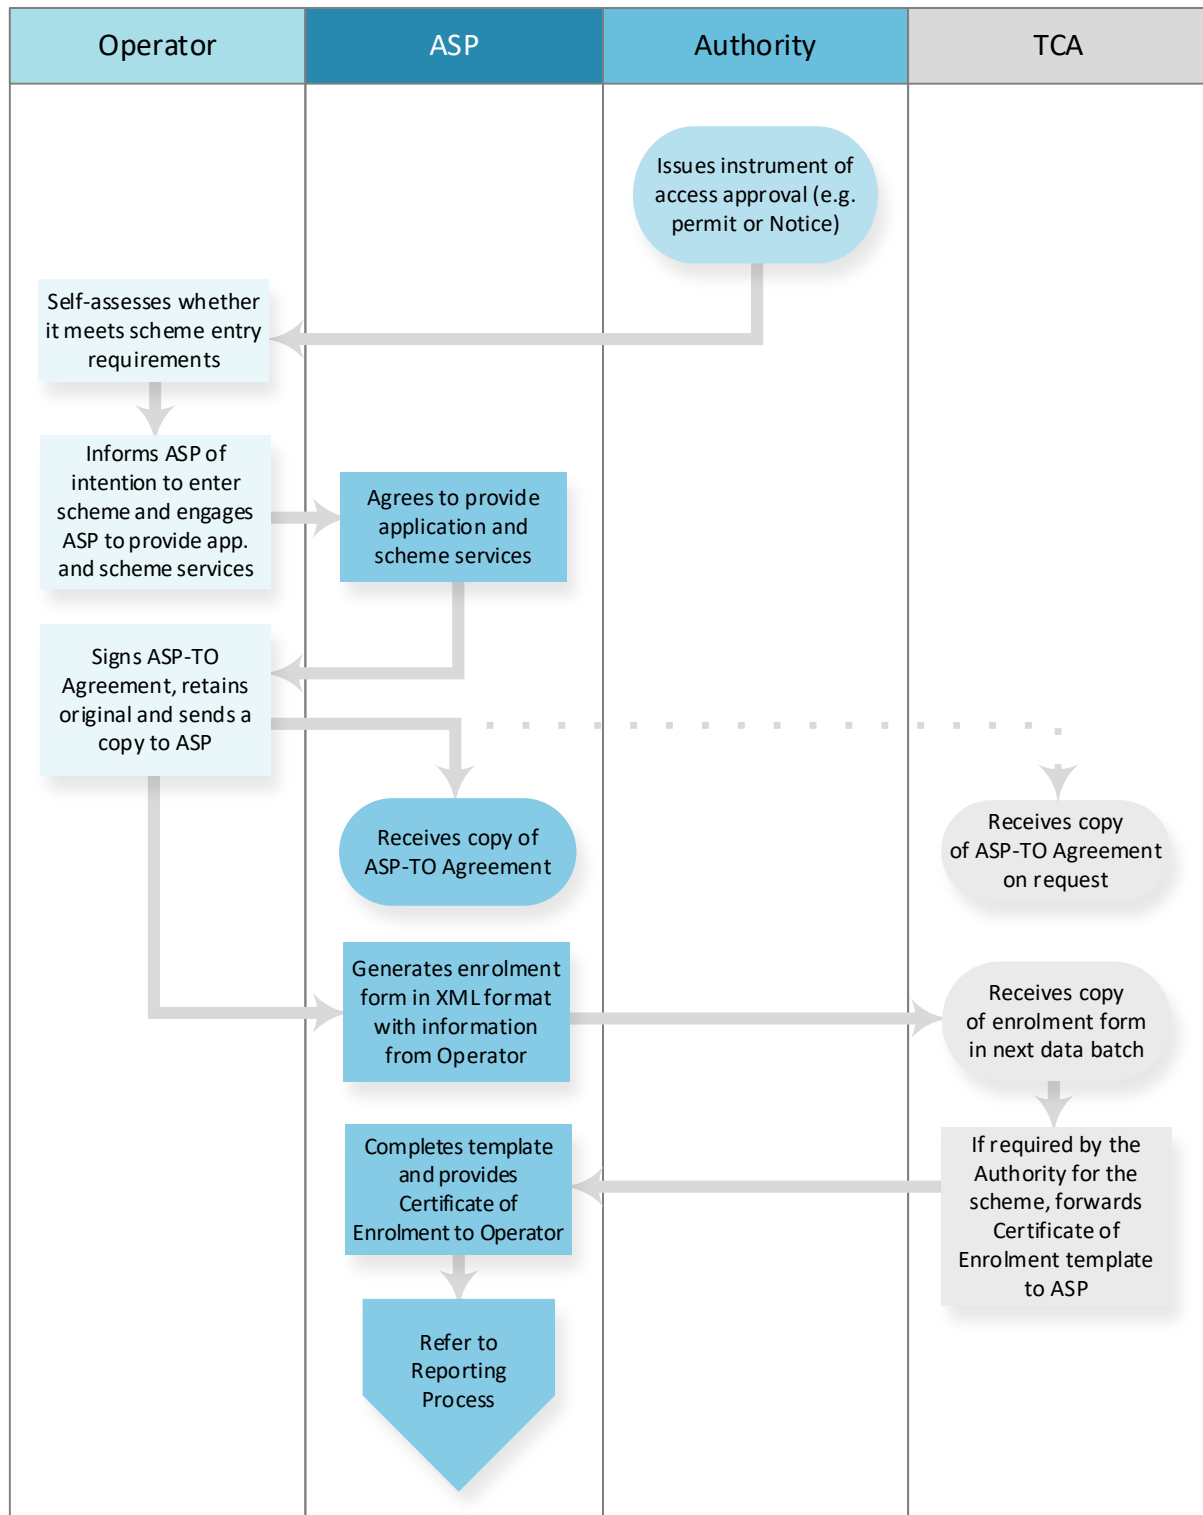 Operator
ASP
Authority
TCA
Issues instrument of
access approval (e.g.
permit or Notice)
Self-assesses whether
it meets scheme entry
requirements
Informs ASP of
intention to enter
scheme and engages
ASP to provide app.
and scheme services
Agrees to provide
application and
scheme services
Signs ASP-TO
Agreement, retains
original and sends a
copy to ASP
Receives copy of
ASP-TO Agreement
Receives copy
of ASP-TO Agreement
on request
Generates enrolment
form in XML format
with information
from Operator
Receives copy
of enrolment form
in next data batch
Completes template
and provides
Certificate of
Enrolment to Operator
If required by the
Authority for the
scheme, forwards
Certificate of
Enrolment template
to ASP
Refer to
Reporting
Process